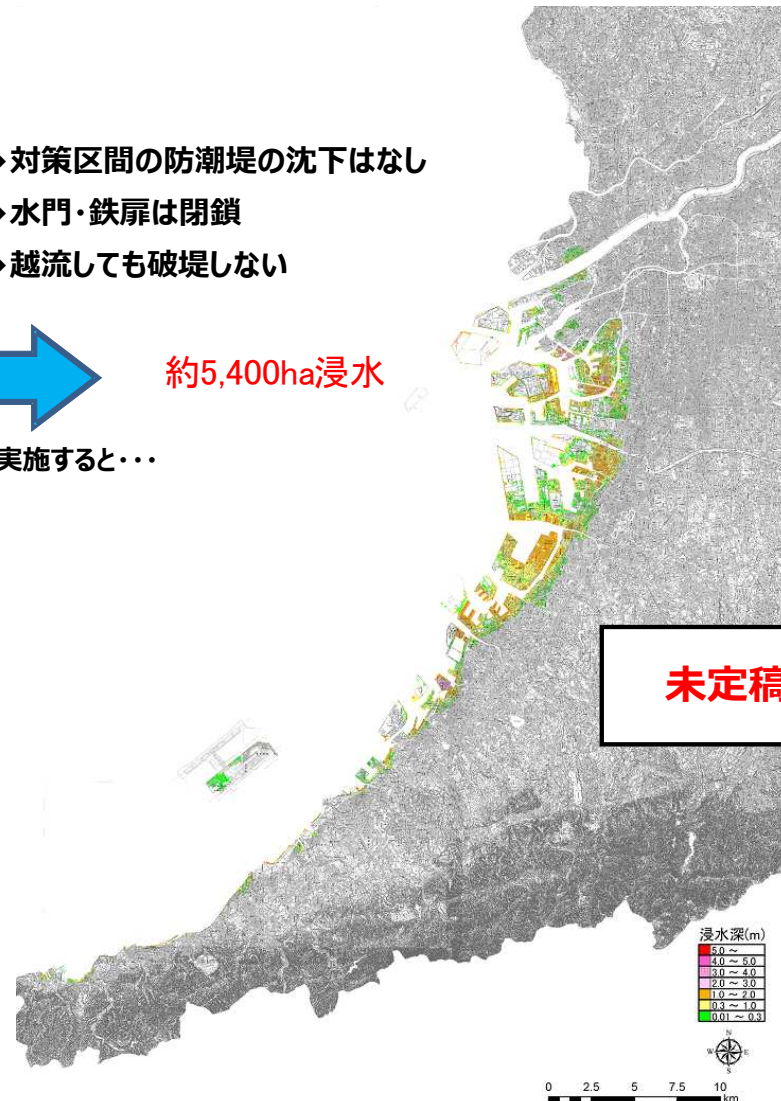 対策区間の防潮堤の沈下はなし
水門・鉄扉は閉鎖
越流しても破堤しない
約5,400ha浸水
実施すると・・・
未定稿
浸水深(m)
5.0 ～
4.0 ～ 5.0
3.0 ～ 4.0
2.0 ～ 3.0
1.0 ～ 2.0
0.3 ～ 1.0
0.01 ～ 0.3
N
W E
S
0 2.5 5 7.5 10
km